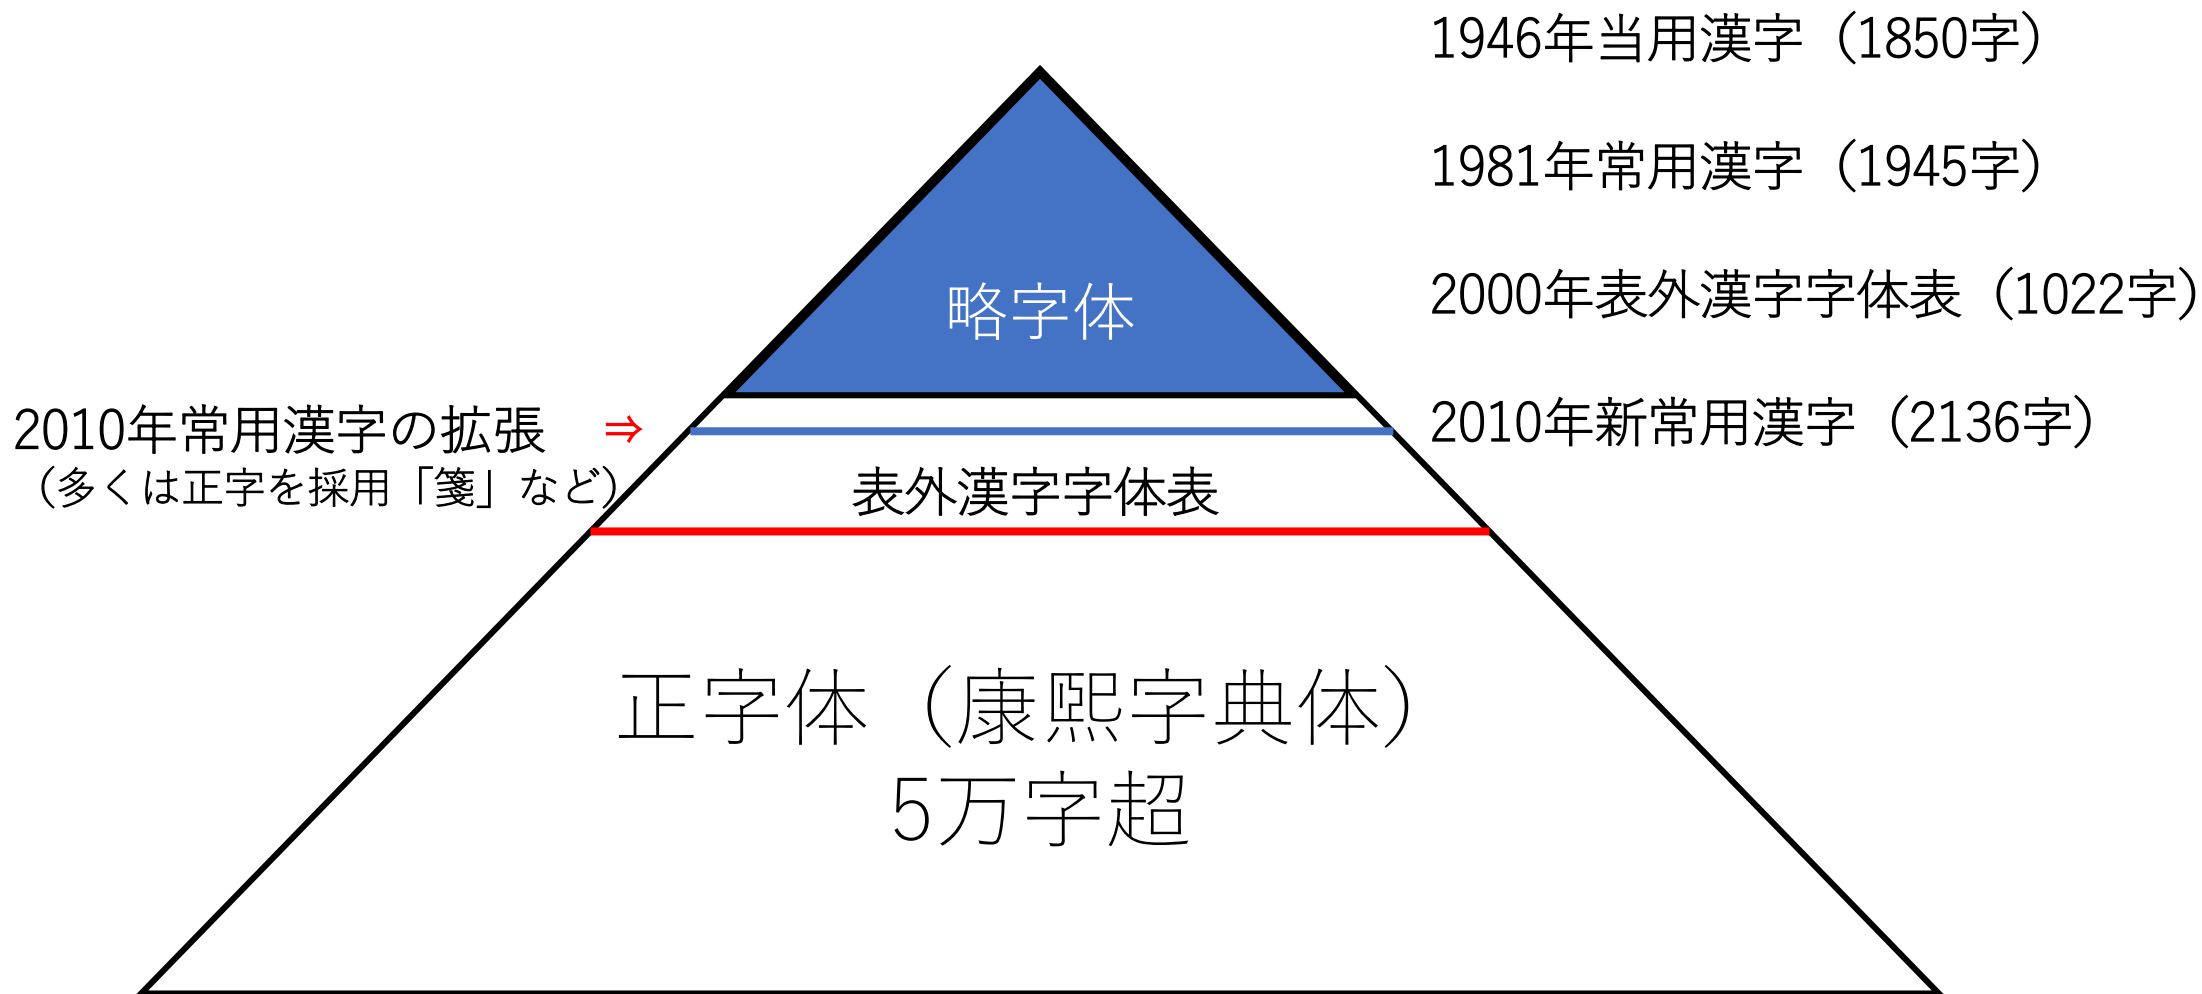 1946年当用漢字（1850字）
1981年常用漢字（1945字）
2000年表外漢字字体表（1022字）
2010年新常用漢字（2136字）
略字体
2010年常用漢字の拡張 ⇒
（多くは正字を採用「箋」など）
表外漢字字体表
正字体（康熙字典体）
5万字超